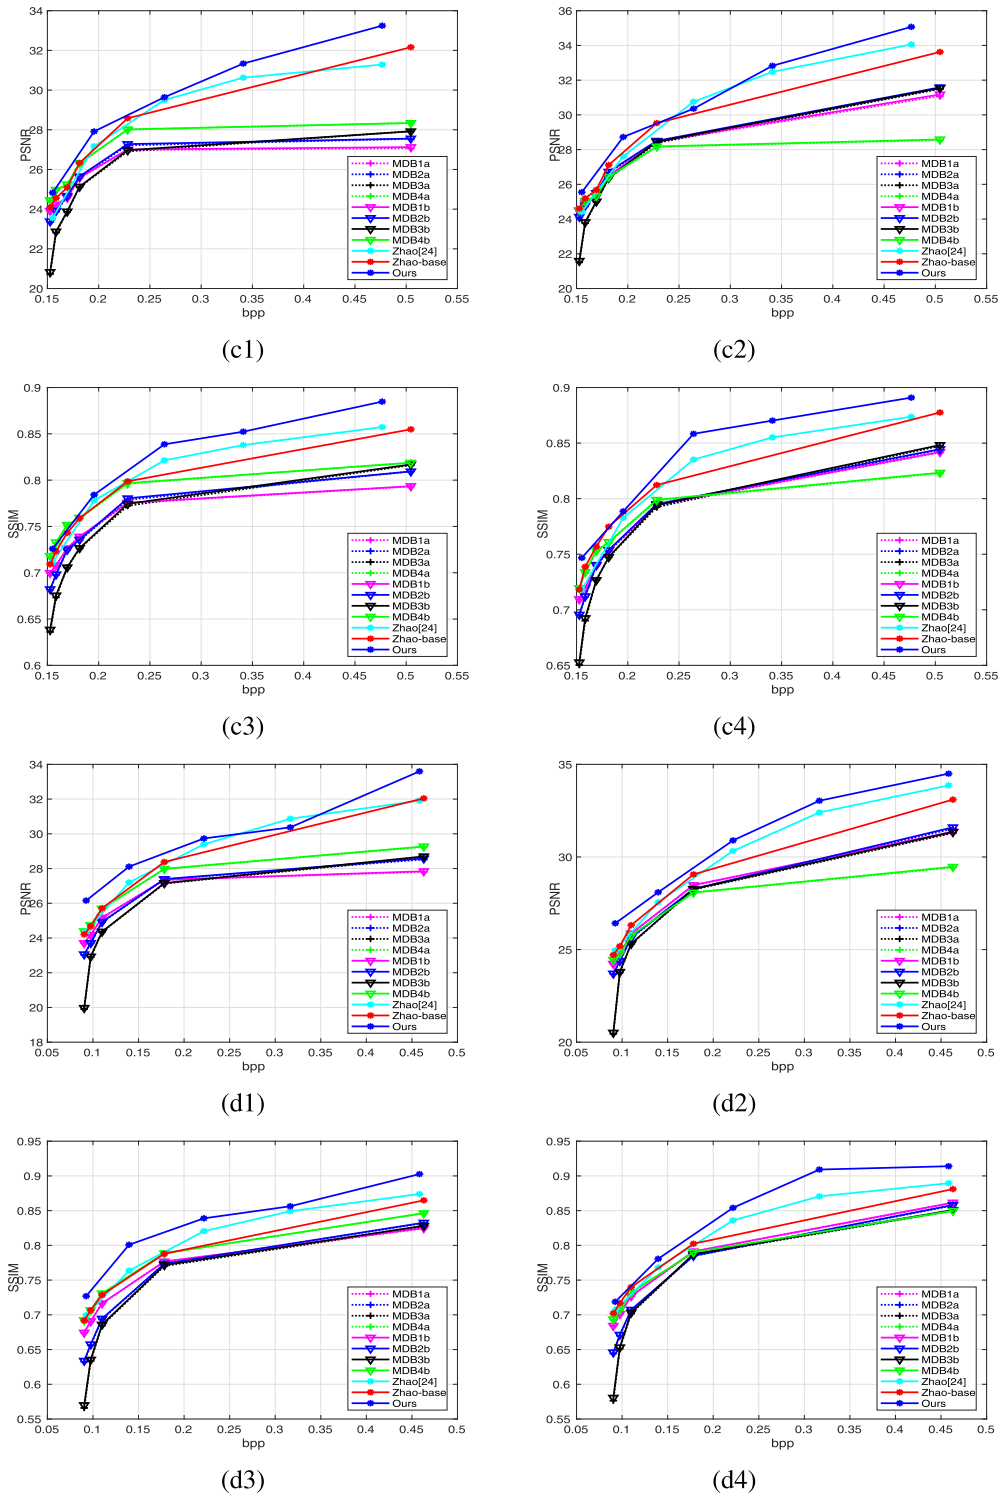 34
32
30
28
26
24
22
20
PSNR
0.15 0.2 0.25 0.3 0.35 0.4 0.45 0.5 0.55
bpp
MDB1a
MDB2a
MDB3a
MDB4a
MDB1b
MDB2b
MDB3b
MDB4b
Zhao[24]
Zhao-base
Ours
(c1)
36
34
32
30
28
26
24
22
20
PSNR
0.15 0.2 0.25 0.3 0.35 0.4 0.45 0.5 0.55
bpp
MDB1a
MDB2a
MDB3a
MDB4a
MDB1b
MDB2b
MDB3b
MDB4b
Zhao[24]
Zhao-base
Ours
(c2)
0.9
0.85
0.8
0.75
0.7
0.65
0.6
SSIM
0.15 0.2 0.25 0.3 0.35 0.4 0.45 0.5 0.55
bpp
MDB1a
MDB2a
MDB3a
MDB4a
MDB1b
MDB2b
MDB3b
MDB4b
Zhao[24]
Zhao-base
Ours
(c3)
0.9
0.85
0.8
0.75
0.7
0.65
SSIM
0.15 0.2 0.25 0.3 0.35 0.4 0.45 0.5 0.55
bpp
MDB1a
MDB2a
MDB3a
MDB4a
MDB1b
MDB2b
MDB3b
MDB4b
Zhao[24]
Zhao-base
Ours
(c4)
34
32
30
28
26
24
22
20
18
PSNR
0.05 0.1 0.15 0.2 0.25 0.3 0.35 0.4 0.45 0.5
bpp
MDB1a
MDB2a
MDB3a
MDB4a
MDB1b
MDB2b
MDB3b
MDB4b
Zhao[24]
Zhao-base
Ours
(d1)
35
30
25
20
PSNR
0.05 0.1 0.15 0.2 0.25 0.3 0.35 0.4 0.45 0.5
bpp
MDB1a
MDB2a
MDB3a
MDB4a
MDB1b
MDB2b
MDB3b
MDB4b
Zhao[24]
Zhao-base
Ours
(d2)
0.95
0.9
0.85
0.8
0.75
0.7
0.65
0.6
0.55
SSIM
0.05 0.1 0.15 0.2 0.25 0.3 0.35 0.4 0.45 0.5
bpp
MDB1a
MDB2a
MDB3a
MDB4a
MDB1b
MDB2b
MDB3b
MDB4b
Zhao[24]
Zhao-base
Ours
(d3)
0.95
0.9
0.85
0.8
0.75
0.7
0.65
0.6
0.55
SSIM
0.05 0.1 0.15 0.2 0.25 0.3 0.35 0.4 0.45 0.5
bpp
MDB1a
MDB2a
MDB3a
MDB4a
MDB1b
MDB2b
MDB3b
MDB4b
Zhao[24]
Zhao-base
Ours
(d4)